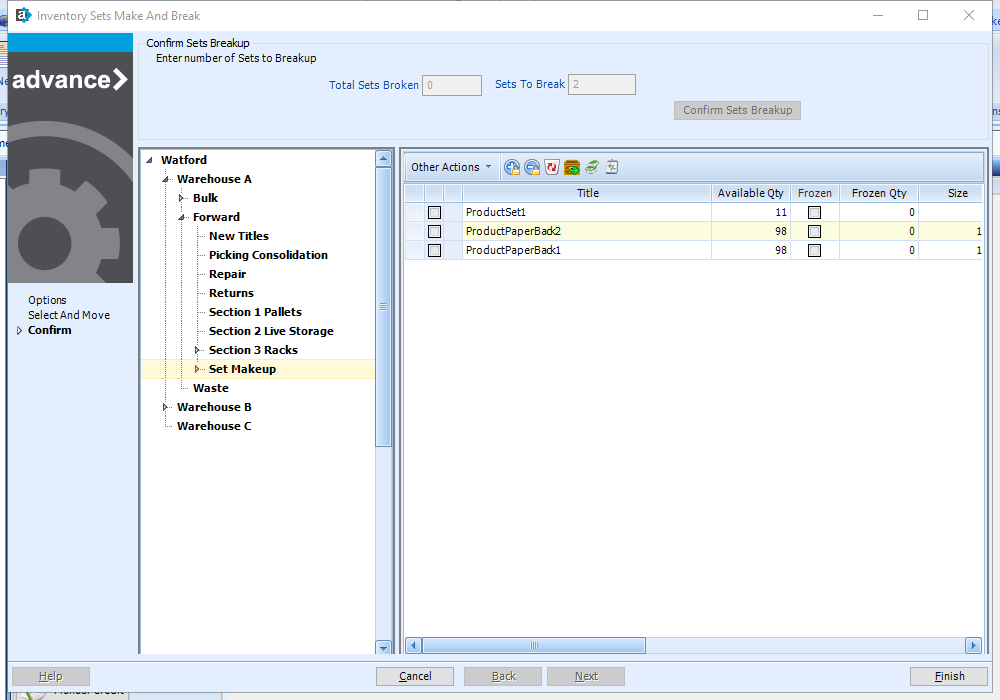 Inventory Sets Make And Break
Confirm Sets Breakup
Enter number of Sets to Breakup
Total Sets Broken 0 Sets To Break 2
Confirm Sets Breakup
advance
Options
Select And Move
Confirm
Watford
Warehouse A
Bulk
Forward
New Titles
Picking Consolidation
Repair
Returns
Section 1 Pallets
Section 2 Live Storage
Section 3 Racks
Set Makeup
Waste
Warehouse B
Warehouse C
Other Actions
Title Available Qty Frozen Frozen Qty Size
ProductSet1 11 0
ProductPaperBack2 98 0 1
ProductPaperBack1 98 0 1
Help Cancel Back Next Finish